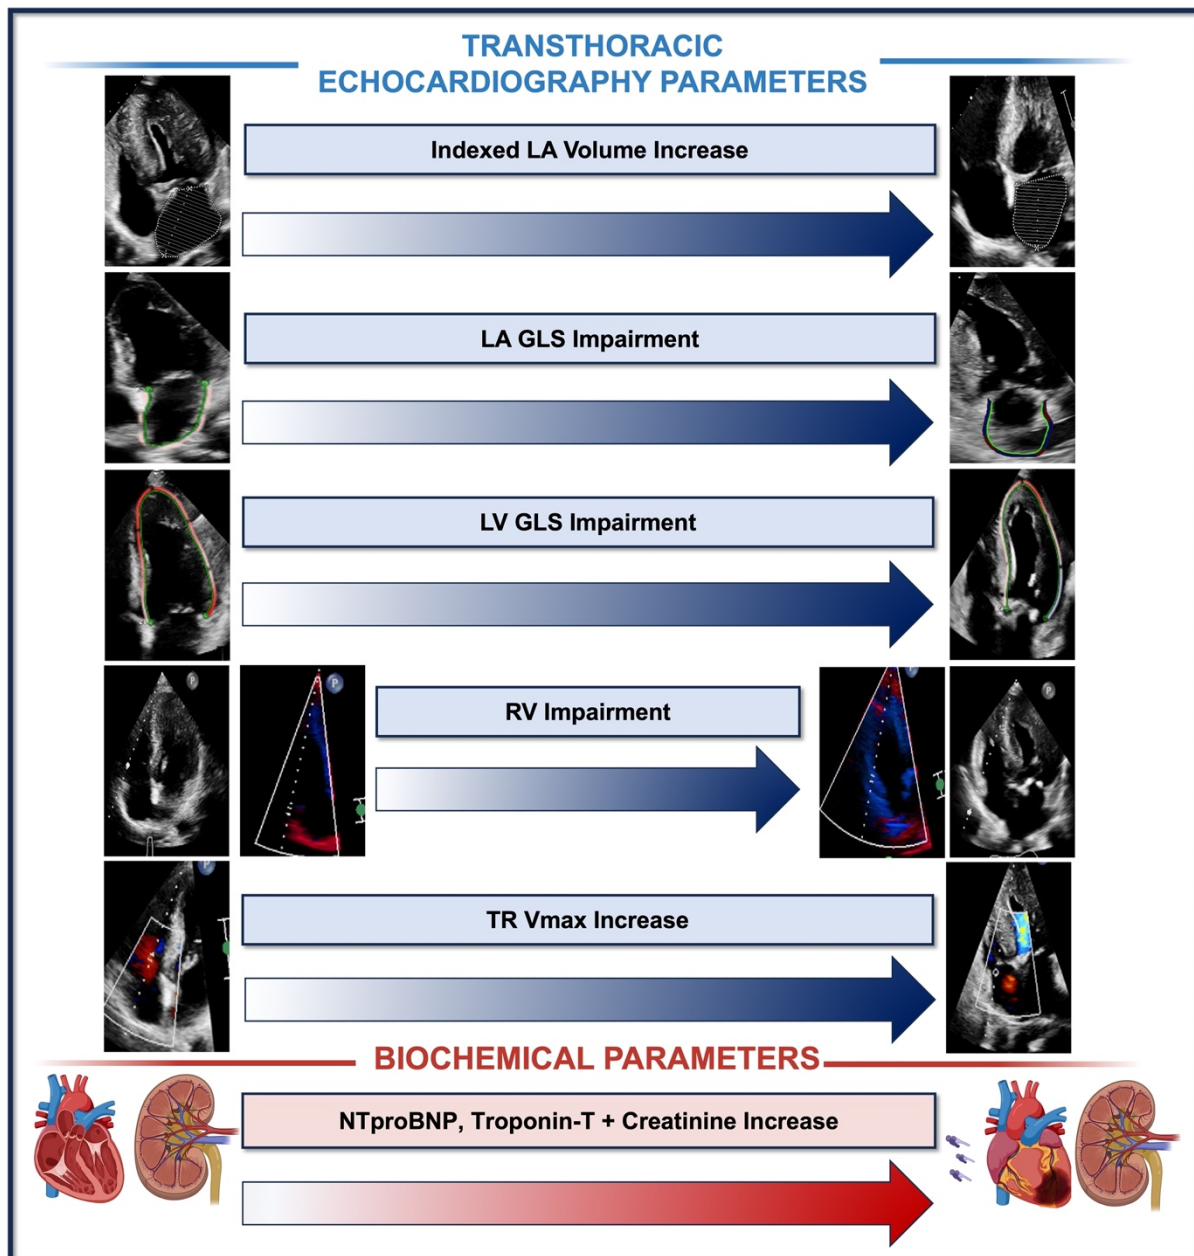 TRANSTHORACIC
ECHOCARDIOGRAPHY PARAMETERS
Indexed LA Volume Increase
LA GLS Impairment
LV GLS Impairment
P
P
P
P
RV Impairment
P
TR Vmax Increase
BIOCHEMICAL PARAMETERS
NTproBNP, Troponin-T + Creatinine Increase